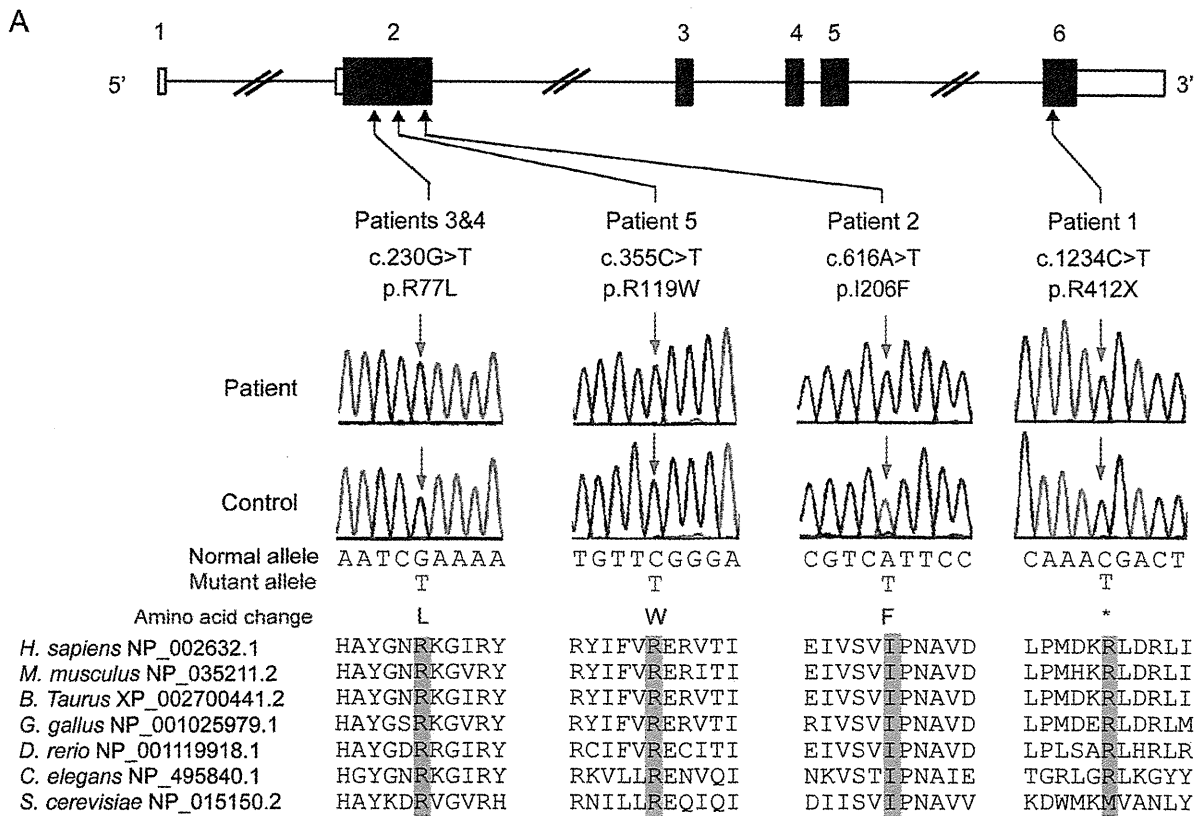 A
1 2 3 4 5 6
5' 3'
Patients 3&4 Patient 5 Patient 2 Patient 1
c.230G>T c.355C>T c.616A>T c.1234C>T
p.R77L p.R119W p.I206F p.R412X
Patient
Control
Normal allele AATCGAAAA TGTTCGGGA CGTCATTCC CAAACGACT
Mutant allele T T T T
Amino acid change L W F *
H. sapiens NP_002632.1 HAYGNRKGIRY RYIFVRERVTI EIVSVIPNAVD LPMDKRLDRLI
M. musculus NP_035211.2 HAYGNRKGVRY RYIFVRERITI EIVSVIPNAVD LPMHKRLDRLI
B. Taurus XP_002700441.2 HAYGNRKGIRY RYIFVRERVTI EIVSVIPNAVD LPMDKRLDRLI
G. gallus NP_001025979.1 HAYGSRKGVRY RYIFVRERVTI RIVSVIPNAVD LPMDERLDRLM
D. rerio NP_001119918.1 HAYGDRRGIRY RCIFVRECITI EIVSVIPNAVD LPLSARLHRLR
C. elegans NP_495840.1 HGYGNRKGIRY RKVLLRENVQI NKVSTIPNAIE TGRLGRLKGYY
S. cerevisiae NP_015150.2 HAYKDRVGVRH RNILLREQIQI DIISVIPNAVV KDWMKMVANLY